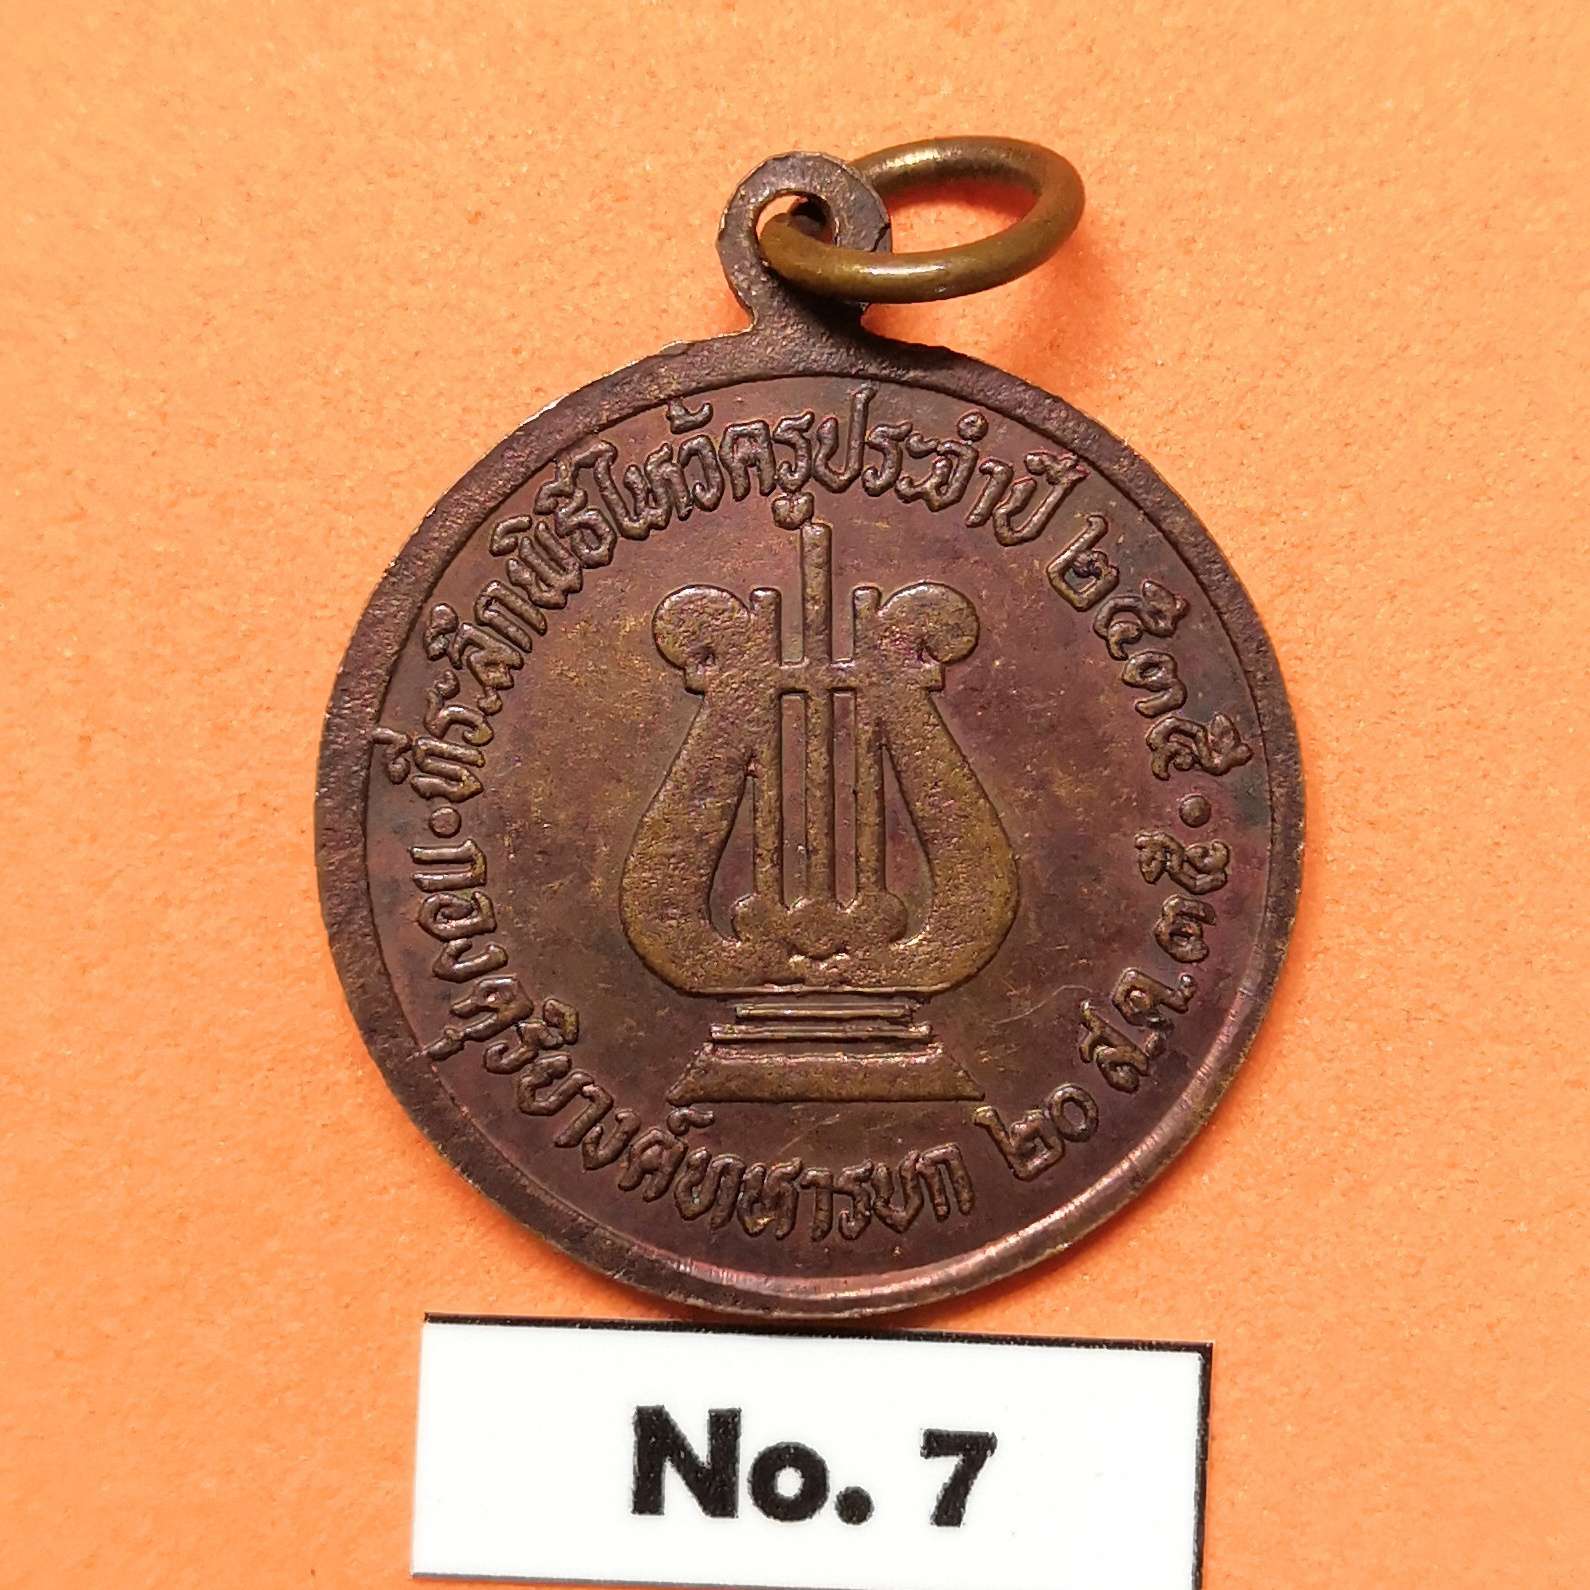 ที่ระลึกพิธีไหว้ครูประจำปี ๒๕๓๕
กองดุริยางค์ทหารบก ๒๐ ส.ค. ๓๕
No. 7